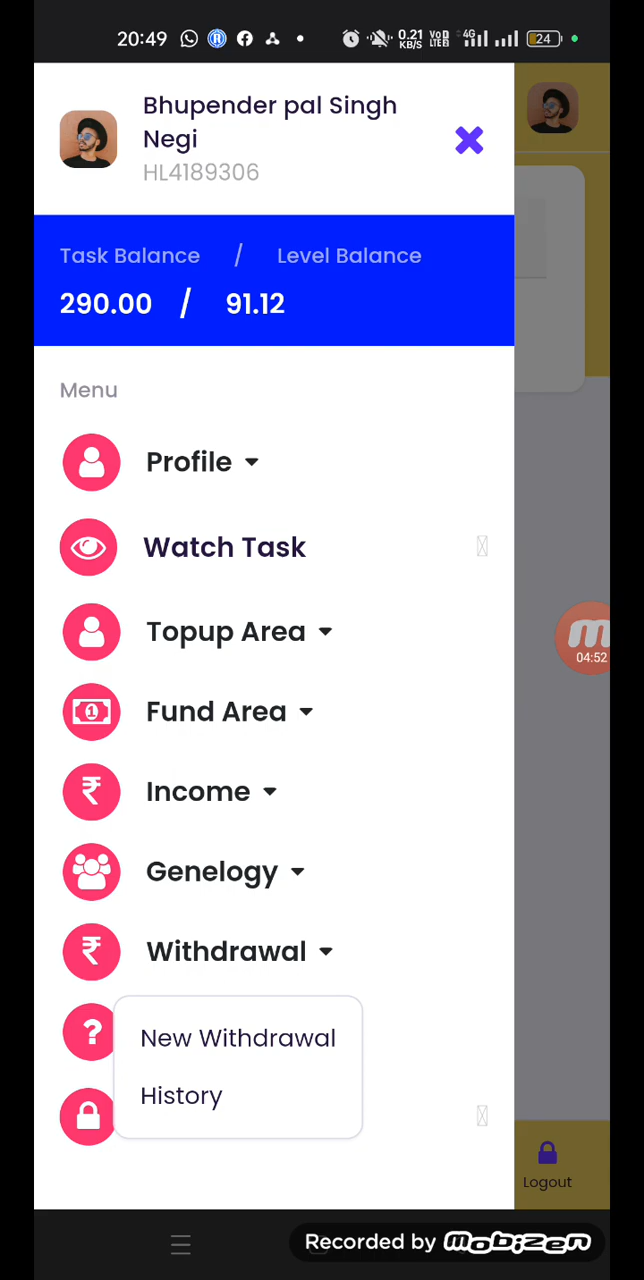 20:49 0.21 KB/S VoD LTE2 4G 24
Bhupender pal Singh
Negi
HL4189306
Task Balance / Level Balance
290.00 / 91.12
Menu
Profile
Watch Task
Topup Area
04:52
Fund Area
Income
Genelogy
Withdrawal
New Withdrawal
History
Logout
Recorded by mobizen